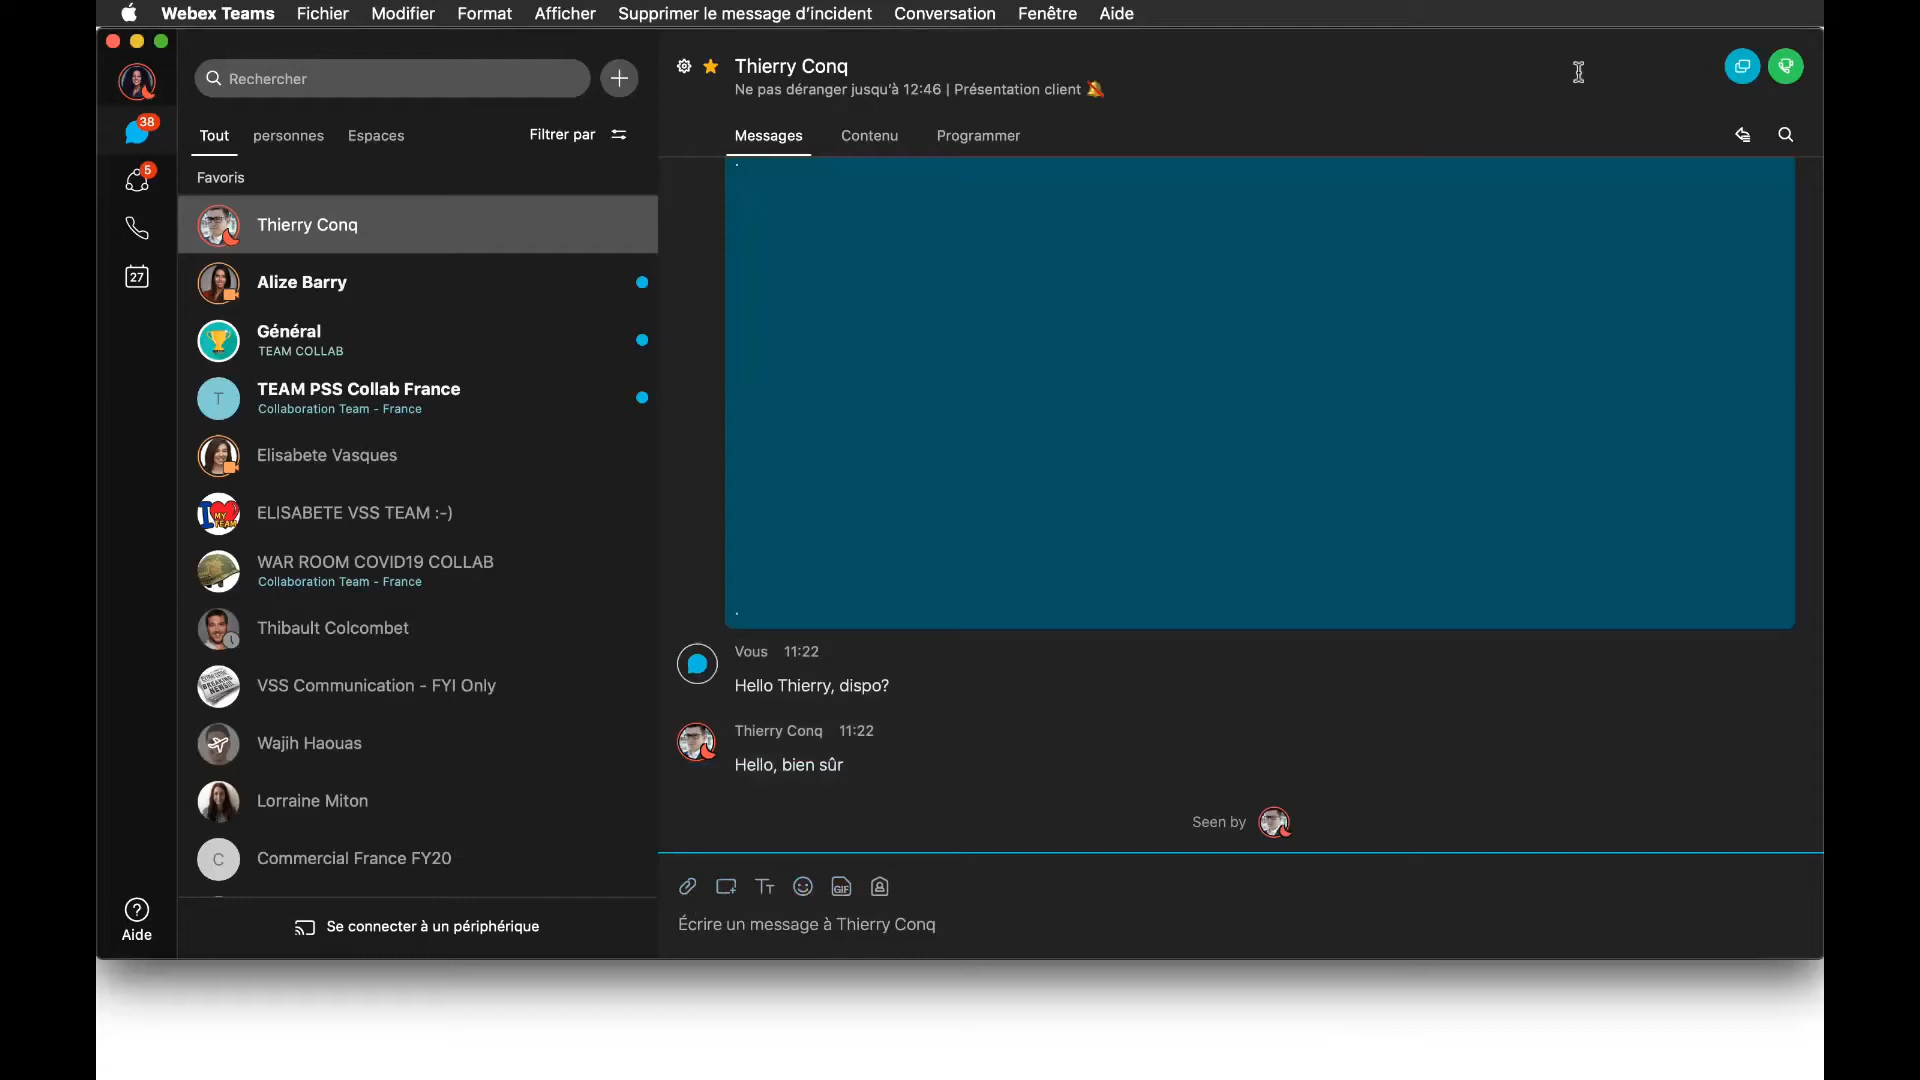 Webex Teams Fichier Modifier Format Afficher Supprimer le message d’incident Conversation Fenêtre Aide
38
5
27
Aide
Rechercher
Tout personnes Espaces Filtrer par
Favoris
Thierry Conq
Alize Barry
Général
TEAM COLLAB
T
TEAM PSS Collab France
Collaboration Team - France
Elisabete Vasques
I MY TEAM
ELISABETE VSS TEAM :-)
WAR ROOM COVID19 COLLAB
Collaboration Team - France
Thibault Colcombet
BREAKING NEWS
VSS Communication - FYI Only
Wajih Haouas
Lorraine Miton
C
Commercial France FY20
Se connecter à un périphérique
Thierry Conq
Ne pas déranger jusqu'à 12:46 | Présentation client
Messages Contenu Programmer
.
.
Vous 11:22
Hello Thierry, dispo?
Thierry Conq 11:22
Hello, bien sûr
Seen by
GIF
Écrire un message à Thierry Conq